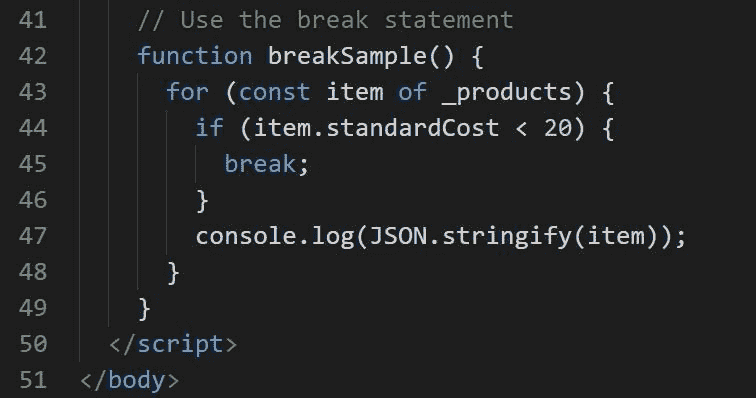 41 // Use the break statement
42 function breakSample() {
43 for (const item of _products) {
44 if (item.standardCost < 20) {
45 break;
46 }
47 console.log(JSON.stringify(item));
48 }
49 }
50 </script>
51 </body>